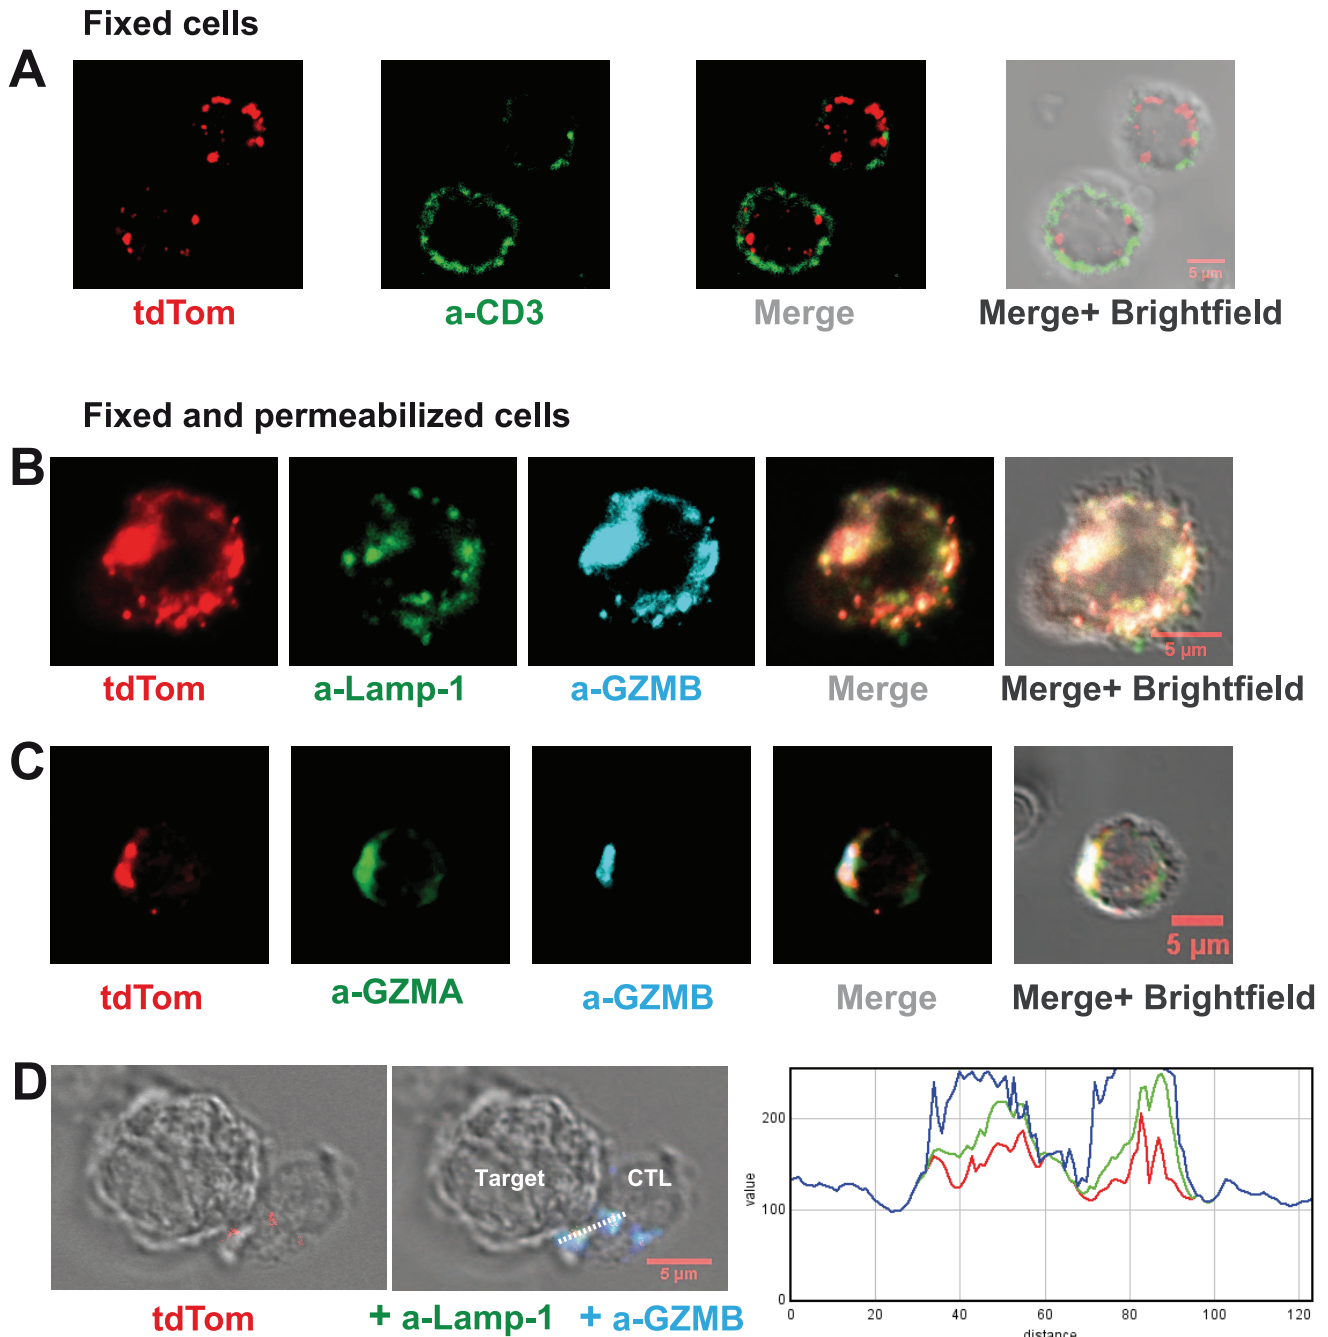 Fixed cells
A
5 µm
tdTom
a-CD3
Merge
Merge+ Brightfield
Fixed and permeabilized cells
B
5 µm
tdTom
a-Lamp-1
a-GZMB
Merge
Merge+ Brightfield
C
5 µm
tdTom
a-GZMA
a-GZMB
Merge
Merge+ Brightfield
D
Target
CTL
5 µm
tdTom
+ a-Lamp-1
+ a-GZMB
value
200
100
0
0
20
40
60
80
100
120
distance